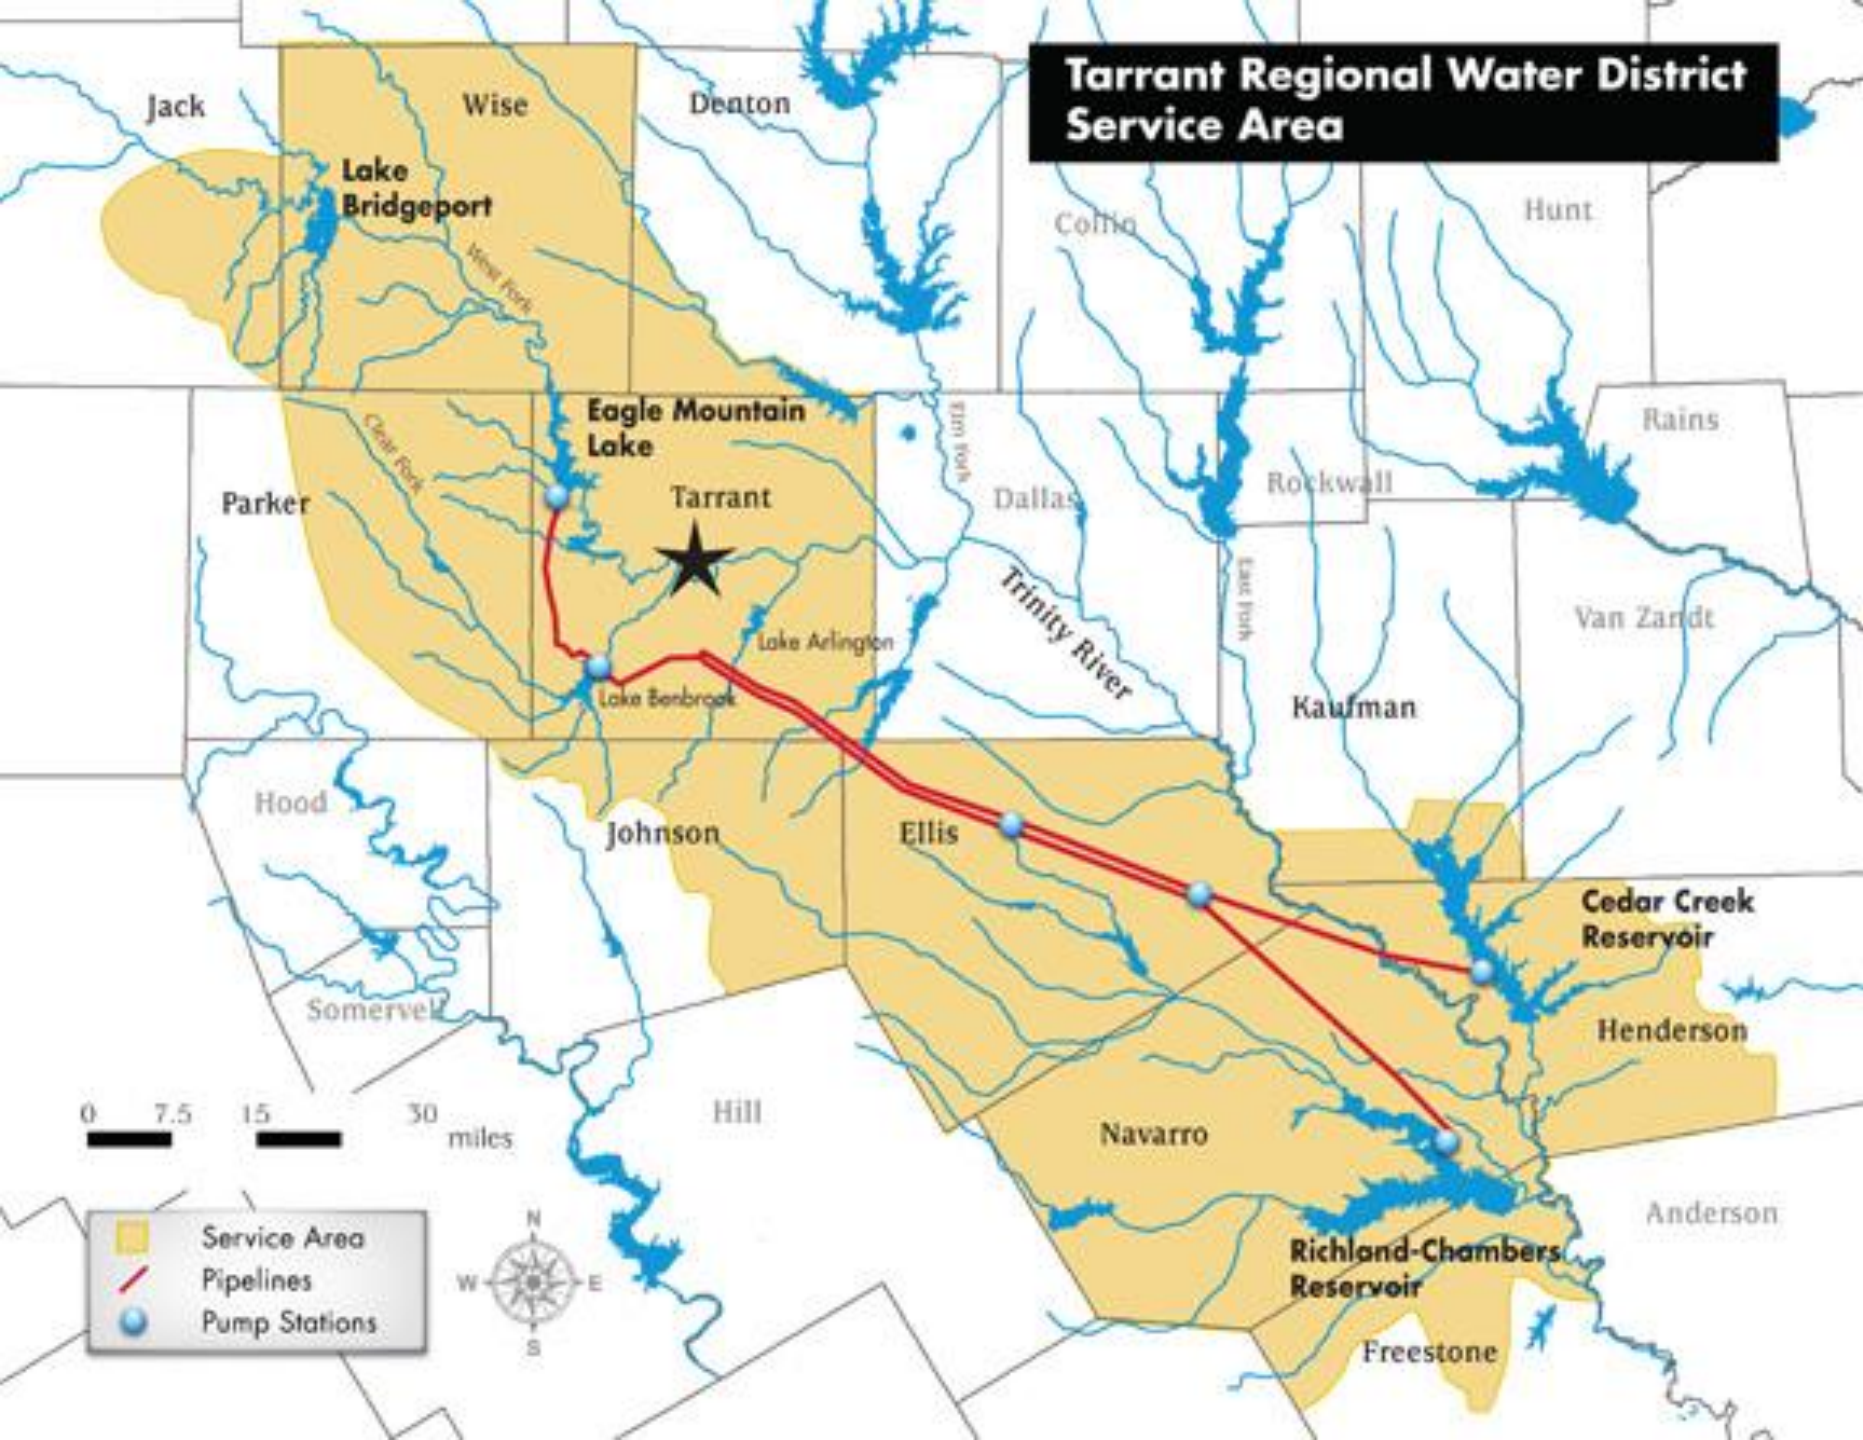 Tarrant Regional Water District
Service Area
Jack
Wise
Denton
Collin
Hunt
Lake
Bridgeport
West Fork
Eagle Mountain
Lake
Clear Fork
Elm Fork
Rains
Parker
Tarrant
Dallas
Rockwall
Trinity River
East Fork
Van Zandt
Lake Arlington
Lake Benbrook
Kaufman
Hood
Johnson
Ellis
Cedar Creek
Reservoir
Somervell
Henderson
Hill
Navarro
Anderson
Richland-Chambers
Reservoir
Freestone
0 7.5 15 30
miles
Service Area
Pipelines
Pump Stations
N
W E
S